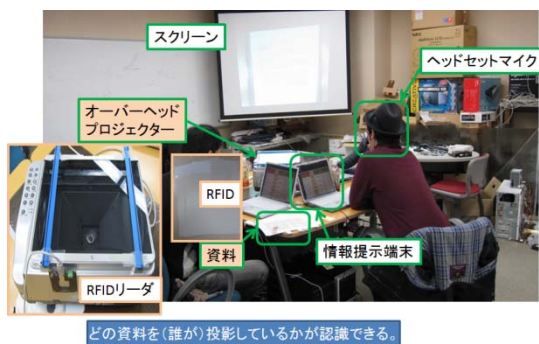 スクリーン
ヘッドセットマイク
オーバーヘッド
プロジェクター
RFID
資料
情報提示端末
RFIDリーダ
どの資料を(誰が)投影しているかが認識できる。